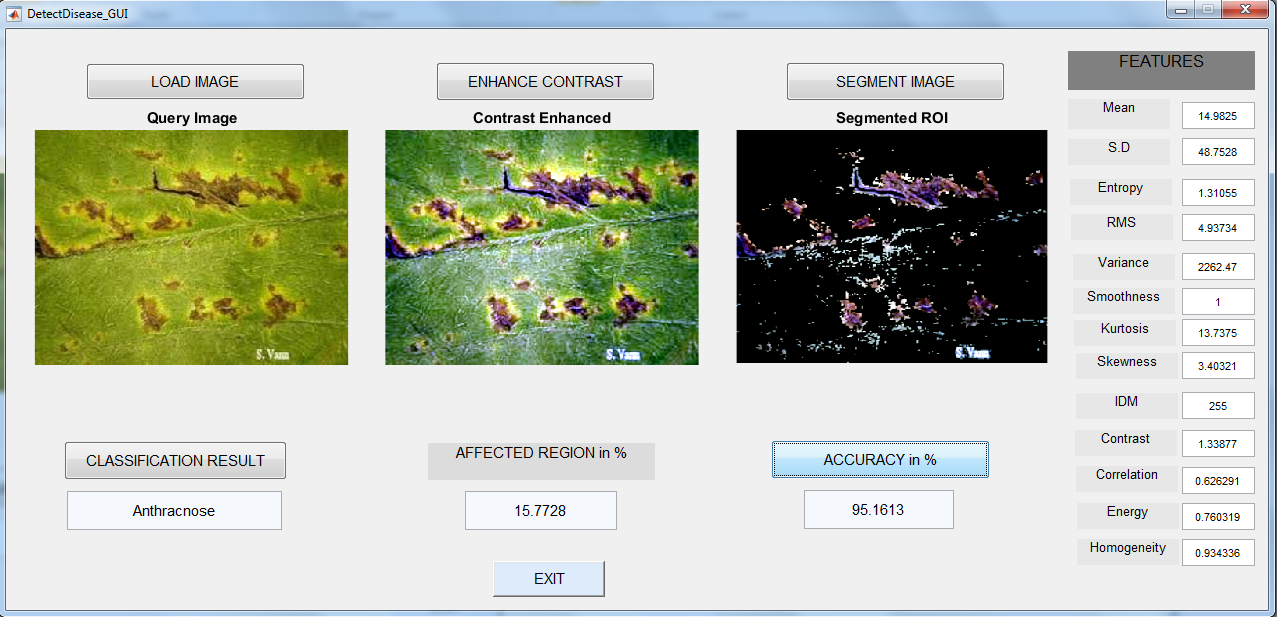 DetectDisease_GUI
LOAD IMAGE
ENHANCE CONTRAST
SEGMENT IMAGE
Query Image
Contrast Enhanced
Segmented ROI
S. Vann
S. Vann
S. Vann
CLASSIFICATION RESULT
Anthracnose
AFFECTED REGION in %
15.7728
ACCURACY in %
95.1613
EXIT
FEATURES
Mean 14.9825
S.D 48.7528
Entropy 1.31055
RMS 4.93734
Variance 2262.47
Smoothness 1
Kurtosis 13.7375
Skewness 3.40321
IDM 255
Contrast 1.33877
Correlation 0.626291
Energy 0.760319
Homogeneity 0.934336